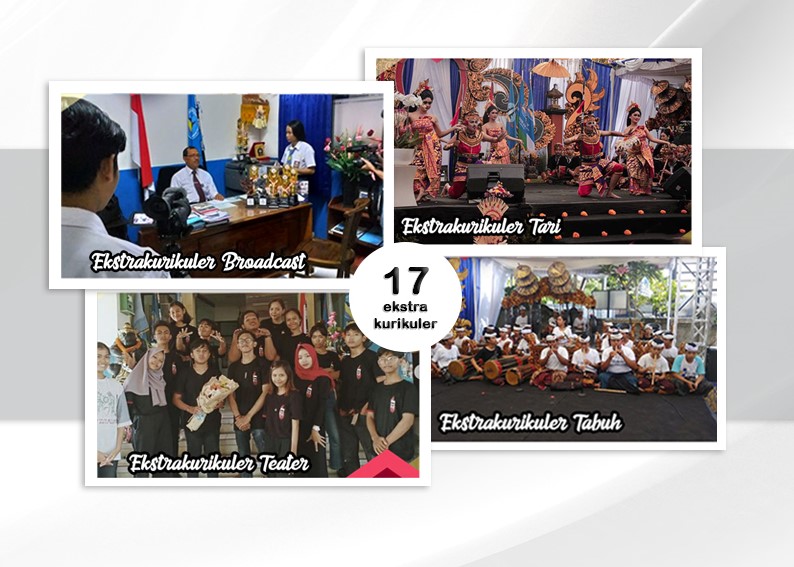 Ekstrakurikuler Broadcast
Ekstrakurikuler Tari
17
ekstra
kurikuler
Ekstrakurikuler Teater
Ekstrakurikuler Tabuh